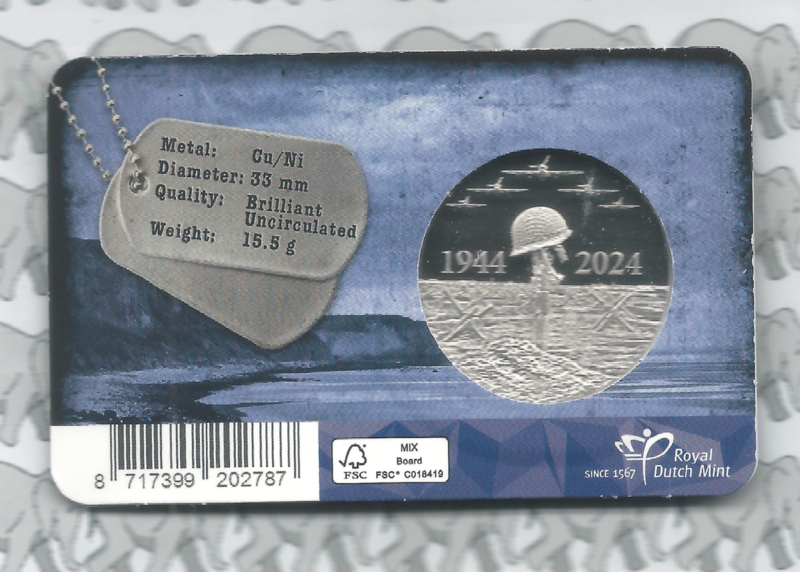 Metal: Cu/Ni
Diameter: 33 mm
Quality: Brilliant
Uncirculated
Weight: 15.5 g
1944 2024
8 717399 202787
FSC
MIX
Board
FSC® C018419
SINCE 1567
Royal
Dutch Mint